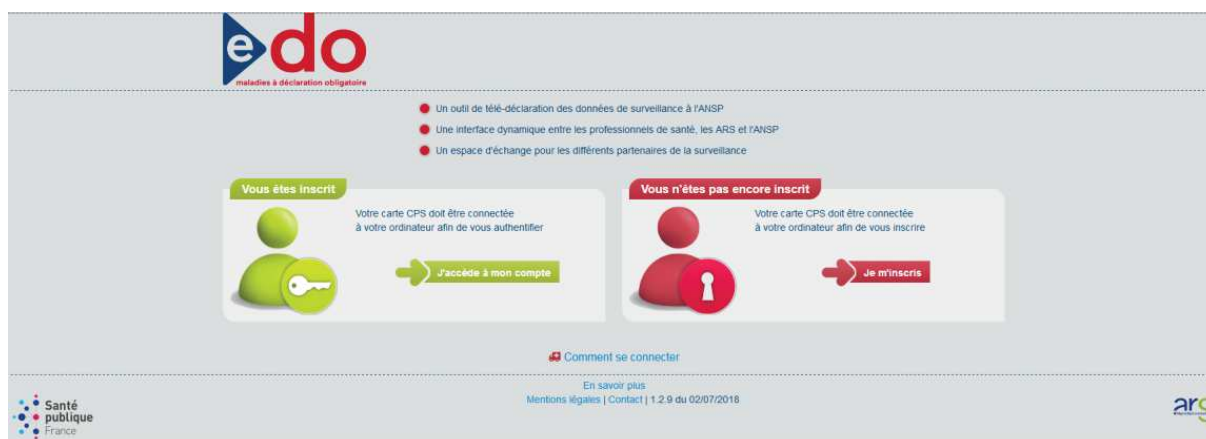 e do
maladies à déclaration obligatoire
Un outil de télé-déclaration des données de surveillance à l'ANSP
Une interface dynamique entre les professionnels de santé, les ARS et l'ANSP
Un espace d'échange pour les différents partenaires de la surveillance
Vous êtes inscrit
Votre carte CPS doit être connectée
à votre ordinateur afin de vous authentifier
J'accède à mon compte
Vous n'êtes pas encore inscrit
Votre carte CPS doit être connectée
à votre ordinateur afin de vous inscrire
Je m'inscris
Comment se connecter
En savoir plus
Mentions légales | Contact | 1.2.9 du 02/07/2018
Santé
publique
France